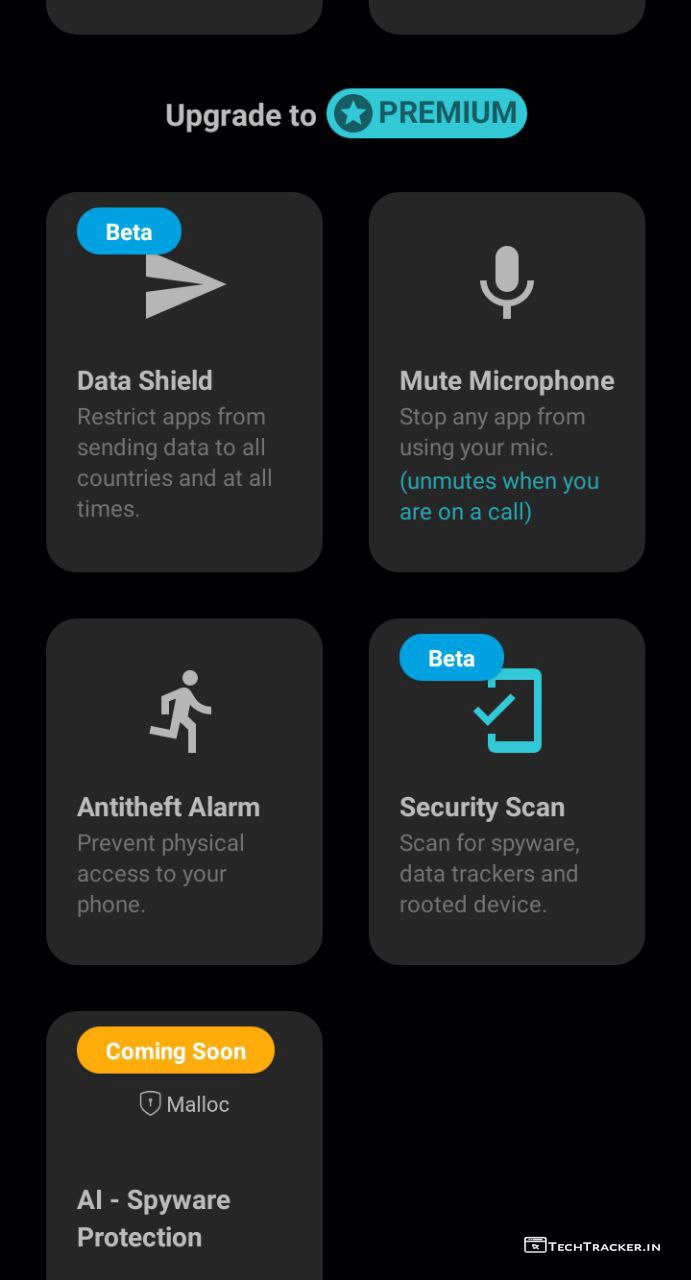 Upgrade to PREMIUM
Beta
Data Shield
Restrict apps from
sending data to all
countries and at all
times.
Mute Microphone
Stop any app from
using your mic.
(unmutes when you
are on a call)
Antitheft Alarm
Prevent physical
access to your
phone.
Beta
Security Scan
Scan for spyware,
data trackers and
rooted device.
Coming Soon
Malloc
AI - Spyware
Protection
TECHTRACKER.IN